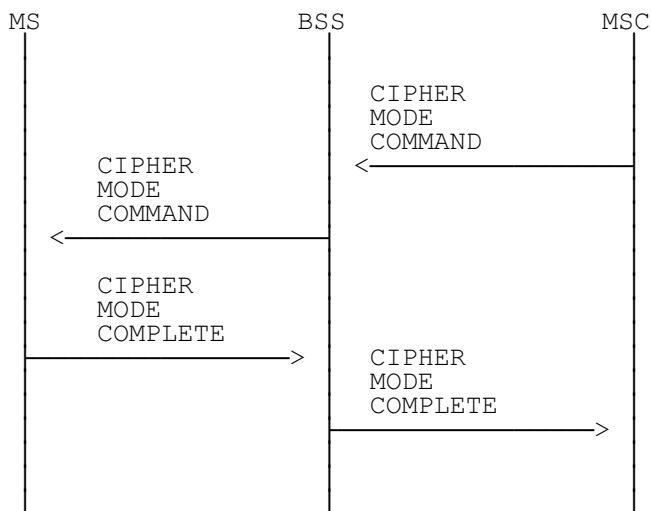 MS BSS MSC
CIPHER
MODE
COMMAND
CIPHER
MODE
COMMAND
CIPHER
MODE
COMPLETE
CIPHER
MODE
COMPLETE